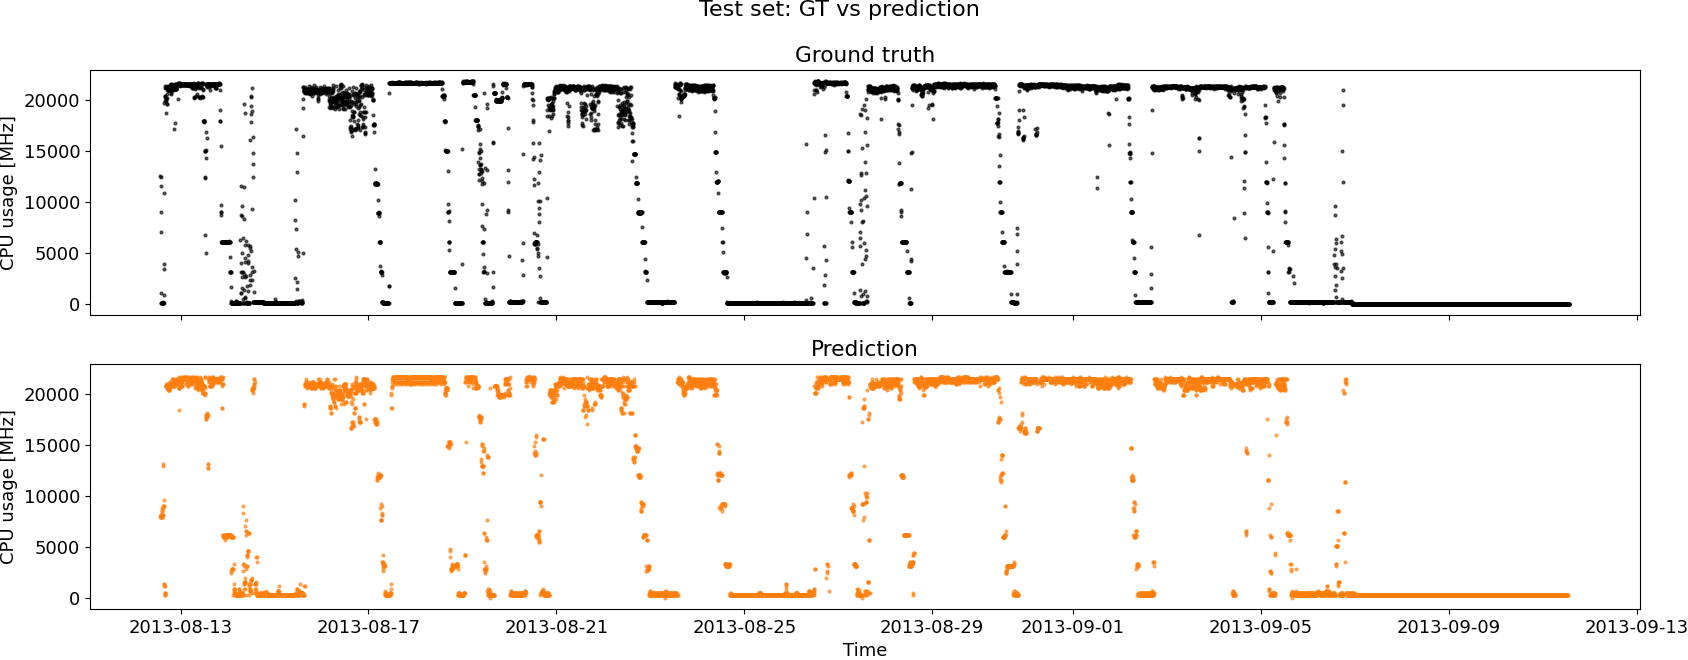 Test set: GT vs prediction
Ground truth
CPU usage [MHz]
20000
15000
10000
5000
0
Prediction
CPU usage [MHz]
20000
15000
10000
5000
0
2013-08-13 2013-08-17 2013-08-21 2013-08-25 2013-08-29 2013-09-01 2013-09-05 2013-09-09 2013-09-13
Time